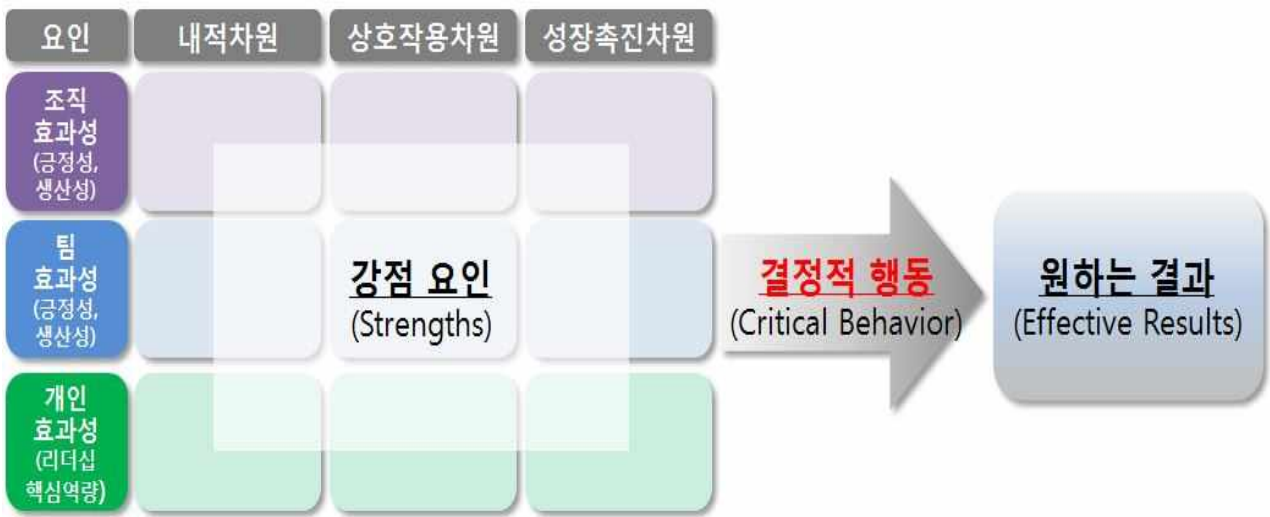 요인 내적차원 상호작용차원 성장촉진차원
조직
효과성
(긍정성,
생산성)
팀
효과성
(긍정성,
생산성)
개인
효과성
(리더십
핵심역량)
강점 요인
(Strengths)
결정적 행동
(Critical Behavior)
원하는 결과
(Effective Results)